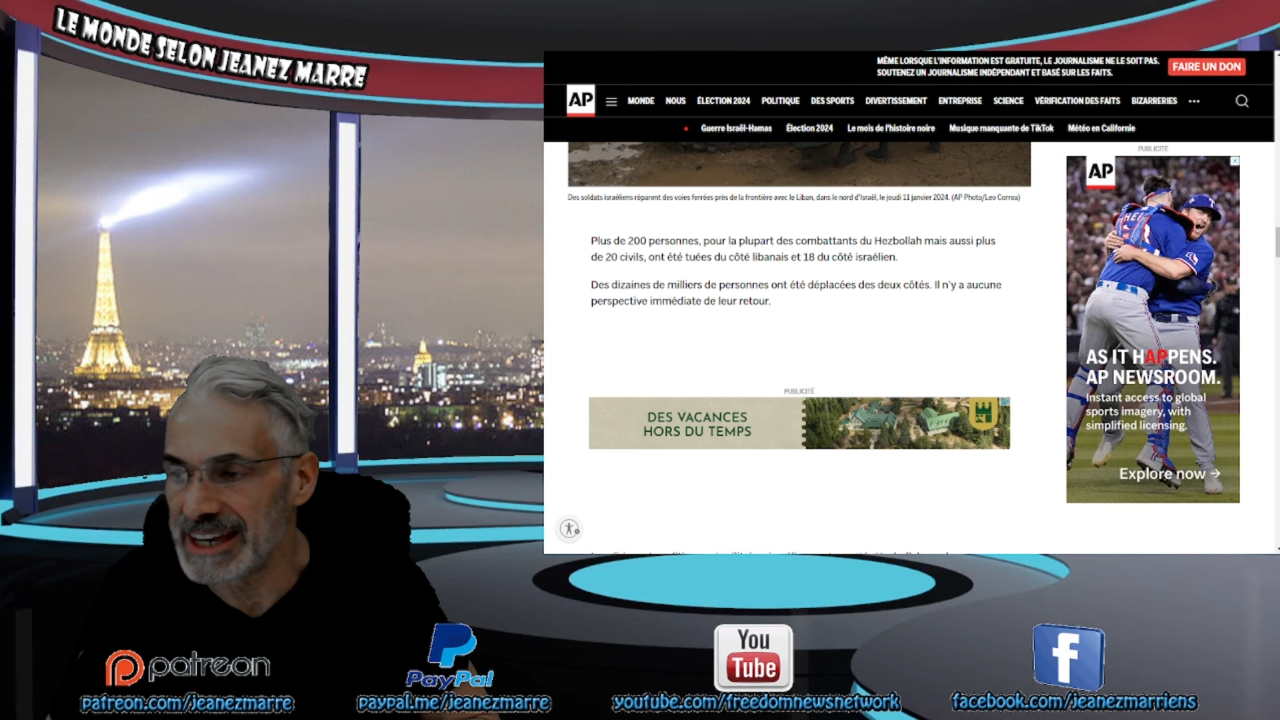 LE MONDE SELON JEANEZ MARRE
MÊME LORSQUE L'INFORMATION EST GRATUITE, LE JOURNALISME NE LE SOIT PAS.
SOUTENEZ UN JOURNALISME INDÉPENDANT ET BASÉ SUR LES FAITS.
FAIRE UN DON
AP
MONDE NOUS ÉLECTION 2024 POLITIQUE DES SPORTS DIVERTISSEMENT ENTREPRISE SCIENCE VÉRIFICATION DES FAITS BIZARRERIES ...
Guerre Israël-Hamas Élection 2024 Le mois de l'histoire noire Musique manquante de TikTok Météo en Californie
PUBLICITÉ
AP
Des soldats israéliens réparent des voies ferrées près de la frontière avec le Liban, dans le nord d'Israël, le jeudi 11 janvier 2024. (AP Photo/Leo Correa)
Plus de 200 personnes, pour la plupart des combattants du Hezbollah mais aussi plus
de 20 civils, ont été tuées du côté libanais et 18 du côté israélien.
Des dizaines de milliers de personnes ont été déplacées des deux côtés. Il n'y a aucune
perspective immédiate de leur retour.
PUBLICITÉ
DES VACANCES
HORS DU TEMPS
AS IT HAPPENS.
AP NEWSROOM.
Instant access to global
sports imagery, with
simplified licensing.
Explore now →
patreon
patreon.com/jeanezmarre
PayPal
paypal.me/jeanezmarre
You
Tube
youtube.com/freedomnewsnetwork
f
facebook.com/jeanezmarriens